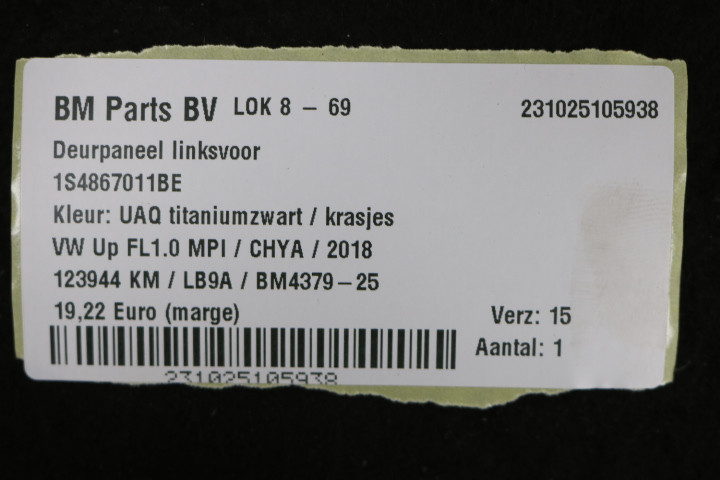 BM Parts BV LOK 8 - 69 231025105938
Deurpaneel linksvoor
1S4867011BE
Kleur: UAQ titaniumzwart / krasjes
VW Up FL1.0 MPI / CHYA / 2018
123944 KM / LB9A / BM4379-25
19,22 Euro (marge) Verz: 15
Aantal: 1
231025105938